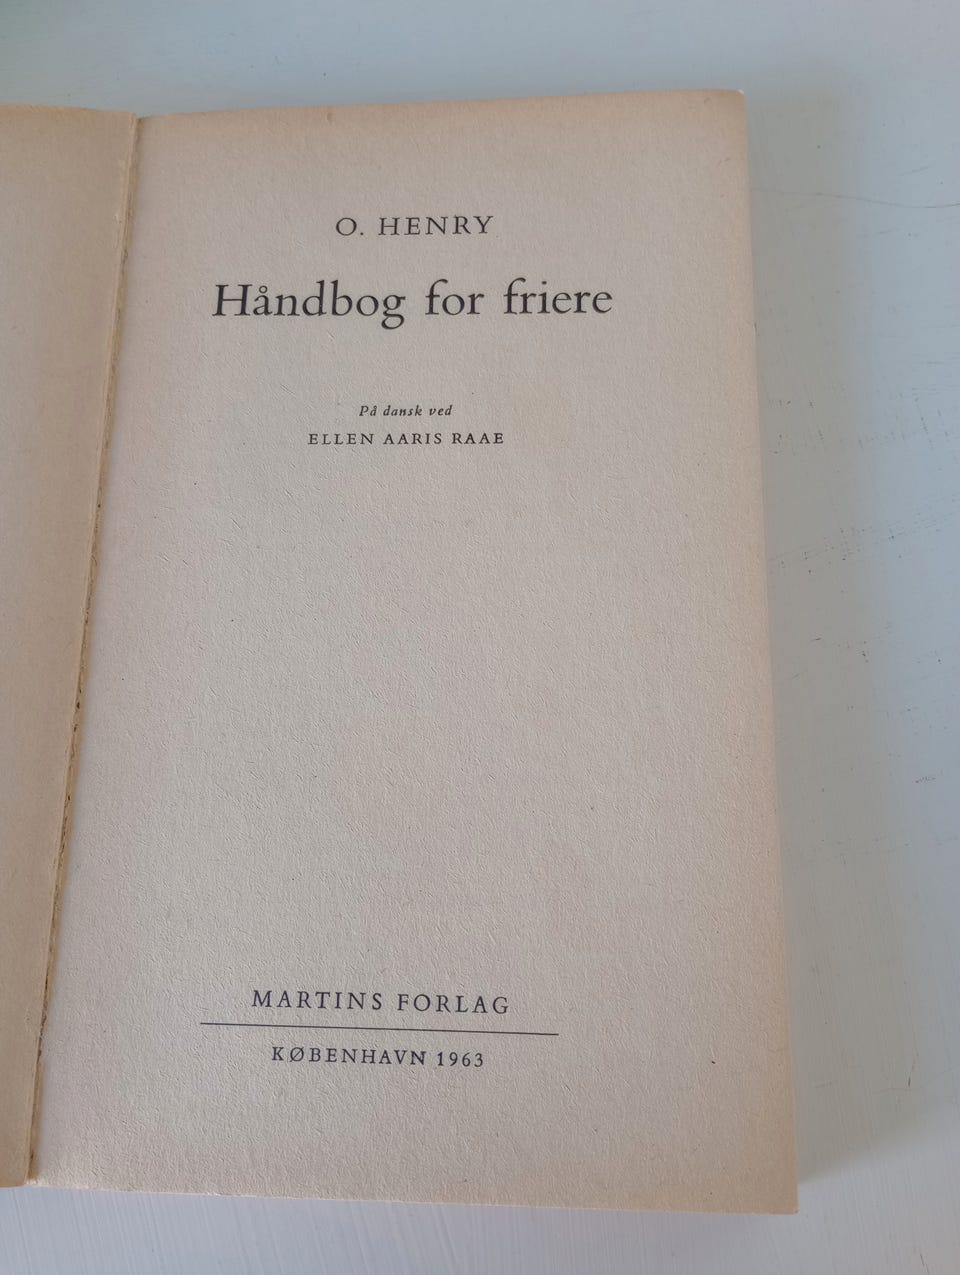 O. HENRY
Håndbog for friere
På dansk ved
ELLEN AARIS RAAE
MARTINS FORLAG
KØBENHAVN 1963